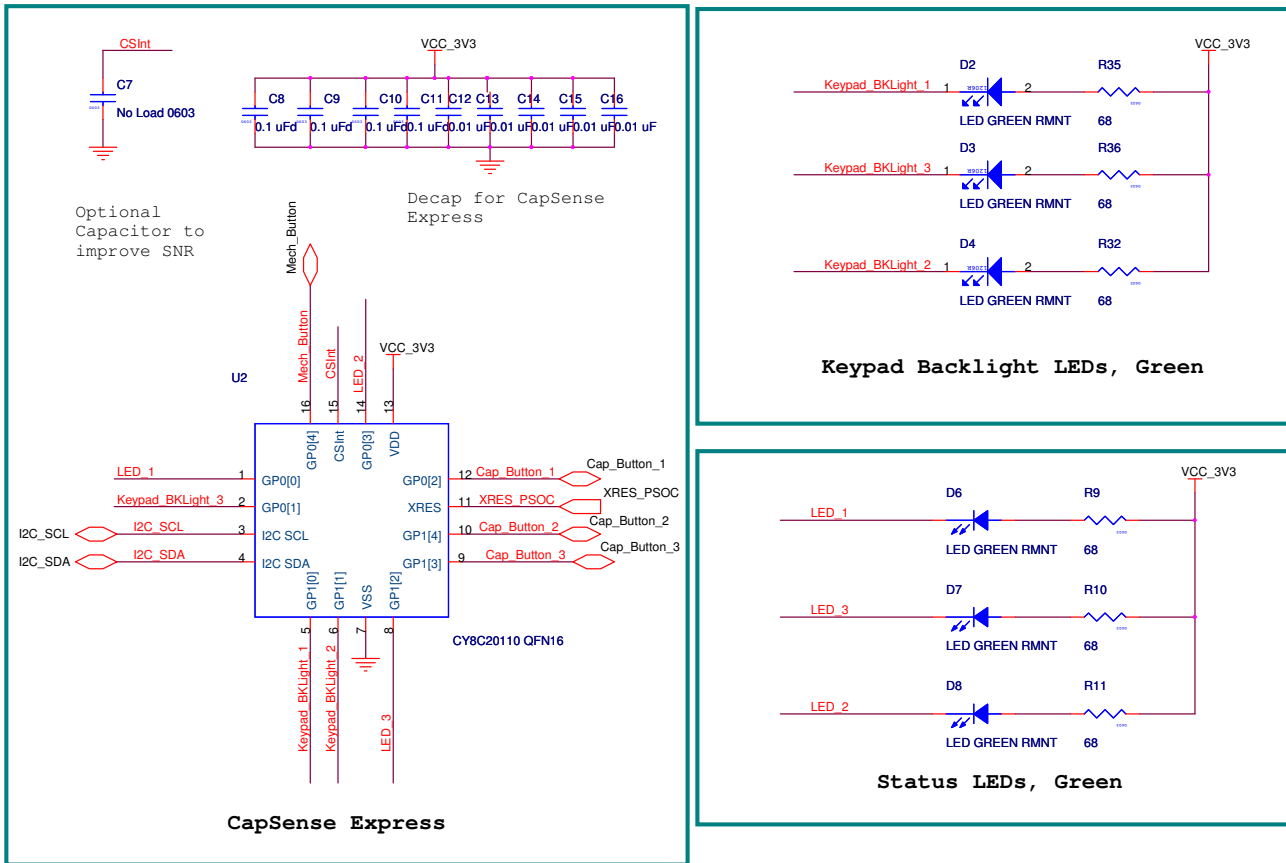 CSInt
C7
No Load 0603
VCC_3V3
C8 C9 C10 C11 C12 C13 C14 C15 C16
0.1 uFd 0.1 uFd 0.1 uFd 0.1 uFd 0.01 uF 0.01 uF 0.01 uF 0.01 uF 0.01 uF
Optional
Capacitor to
improve SNR
Decap for CapSense
Express
Mech_Button
Mech_Button
CSInt
LED_2
VCC_3V3
U2
16 15 14 13
GP0[4] CSInt GP0[3] VDD
LED_1 1 GP0[0]
Keypad_BKLight_3 2 GP0[1]
I2C_SCL I2C_SCL 3 I2C SCL
I2C_SDA I2C_SDA 4 I2C SDA
GP0[2] 12 Cap_Button_1 Cap_Button_1
XRES 11 XRES_PSOC XRES_PSOC
GP1[4] 10 Cap_Button_2 Cap_Button_2
GP1[3] 9 Cap_Button_3 Cap_Button_3
GP1[0] GP1[1] VSS GP1[2]
5 6 7 8
CY8C20110 QFN16
Keypad_BKLight_1
Keypad_BKLight_2
LED_3
CapSense Express
VCC_3V3
D2 R35
Keypad_BKLight_1 1 1206R 2
LED GREEN RMNT 68
D3 R36
Keypad_BKLight_3 1 1206R 2
LED GREEN RMNT 68
D4 R32
Keypad_BKLight_2 1 1206R 2
LED GREEN RMNT 68
Keypad Backlight LEDs, Green
VCC_3V3
D6 R9
LED_1
LED GREEN RMNT 68
D7 R10
LED_3
LED GREEN RMNT 68
D8 R11
LED_2
LED GREEN RMNT 68
Status LEDs, Green